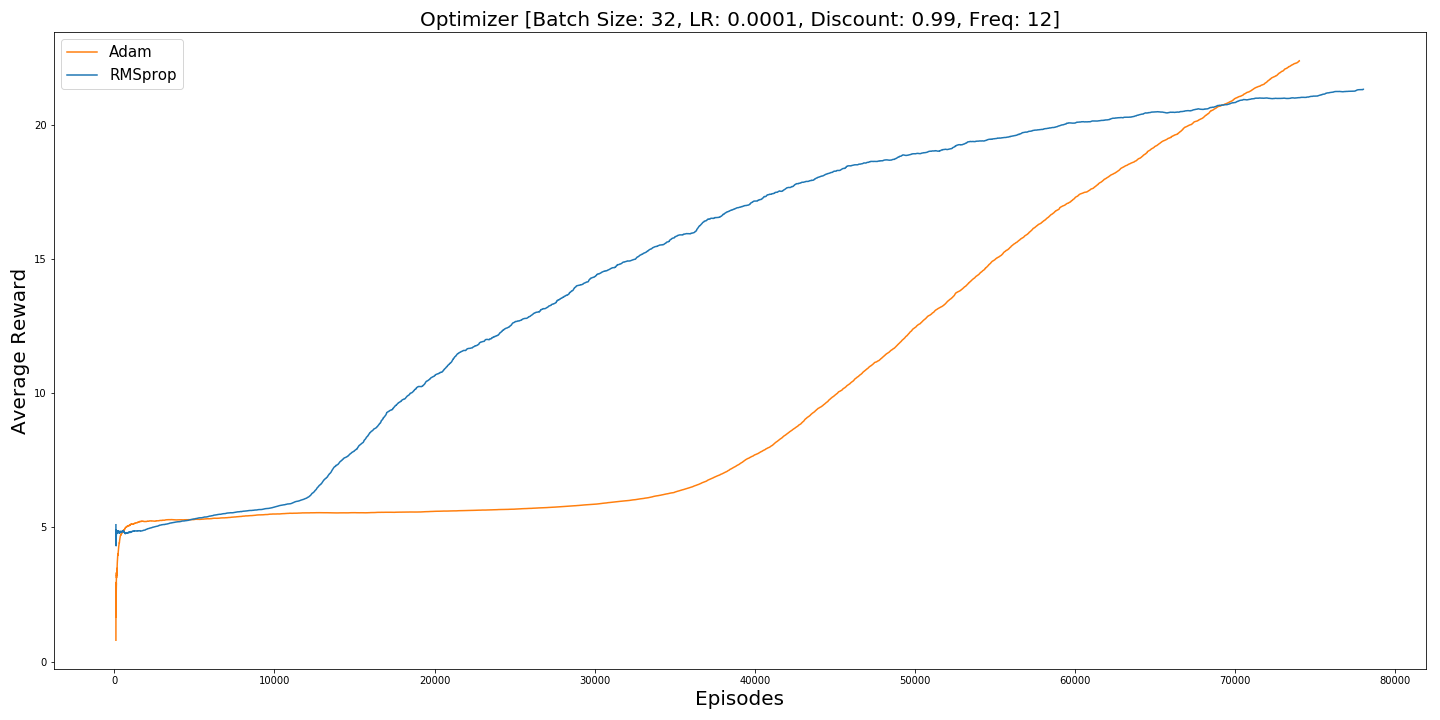 Optimizer [Batch Size: 32, LR: 0.0001, Discount: 0.99, Freq: 12]
Adam
RMSprop
Average Reward
20
15
10
5
0
0 10000 20000 30000 40000 50000 60000 70000 80000
Episodes